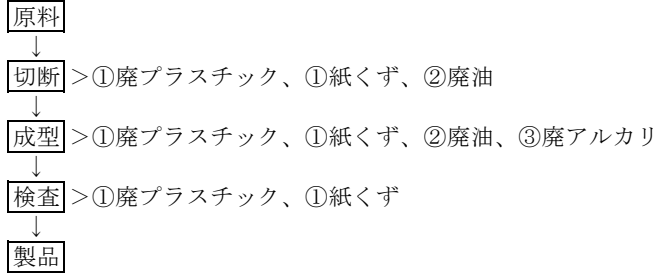 原料
↓
切断 >①廃プラスチック、①紙くず、②廃油
↓
成型 >①廃プラスチック、①紙くず、②廃油、③廃アルカリ
↓
検査 >①廃プラスチック、①紙くず
↓
製品